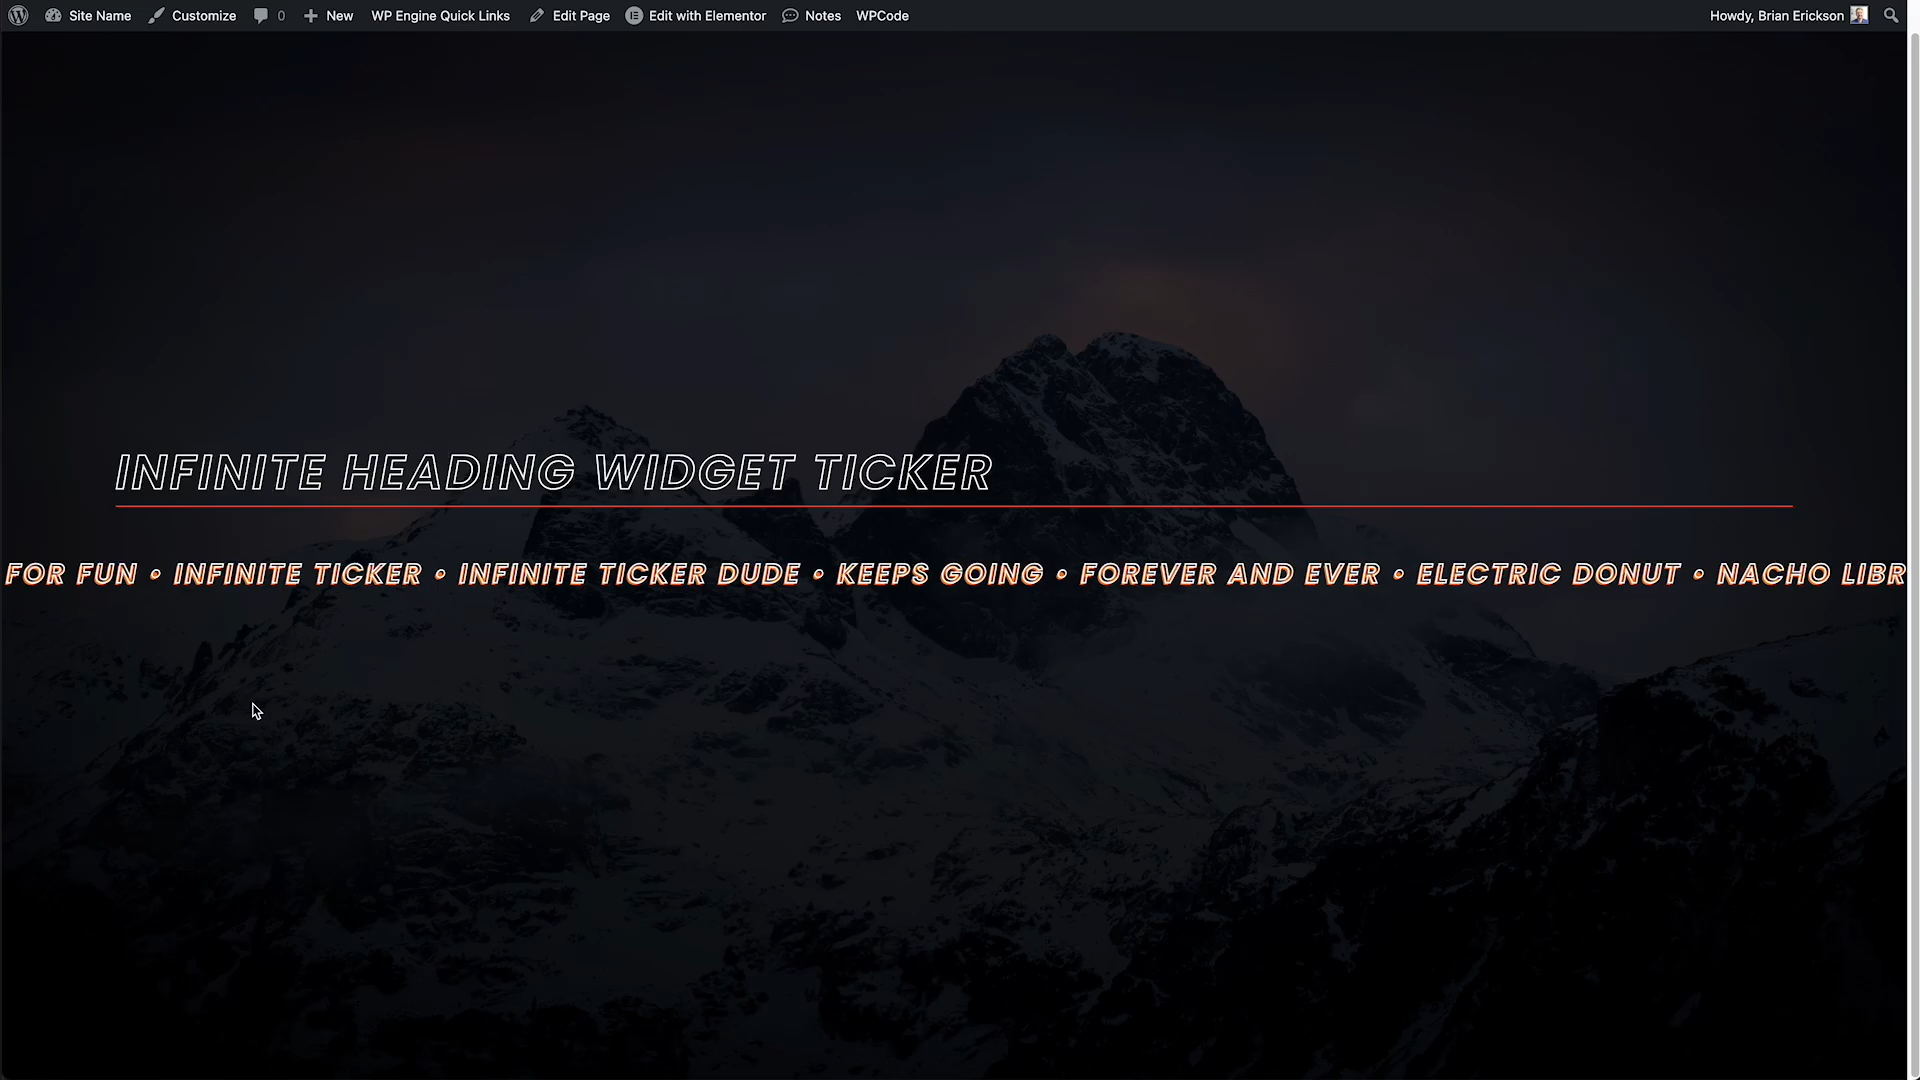 Site Name Customize 0 New WP Engine Quick Links Edit Page Edit with Elementor Notes WPCode Howdy, Brian Erickson
INFINITE HEADING WIDGET TICKER
FOR FUN • INFINITE TICKER • INFINITE TICKER DUDE • KEEPS GOING • FOREVER AND EVER • ELECTRIC DONUT • NACHO LIBR